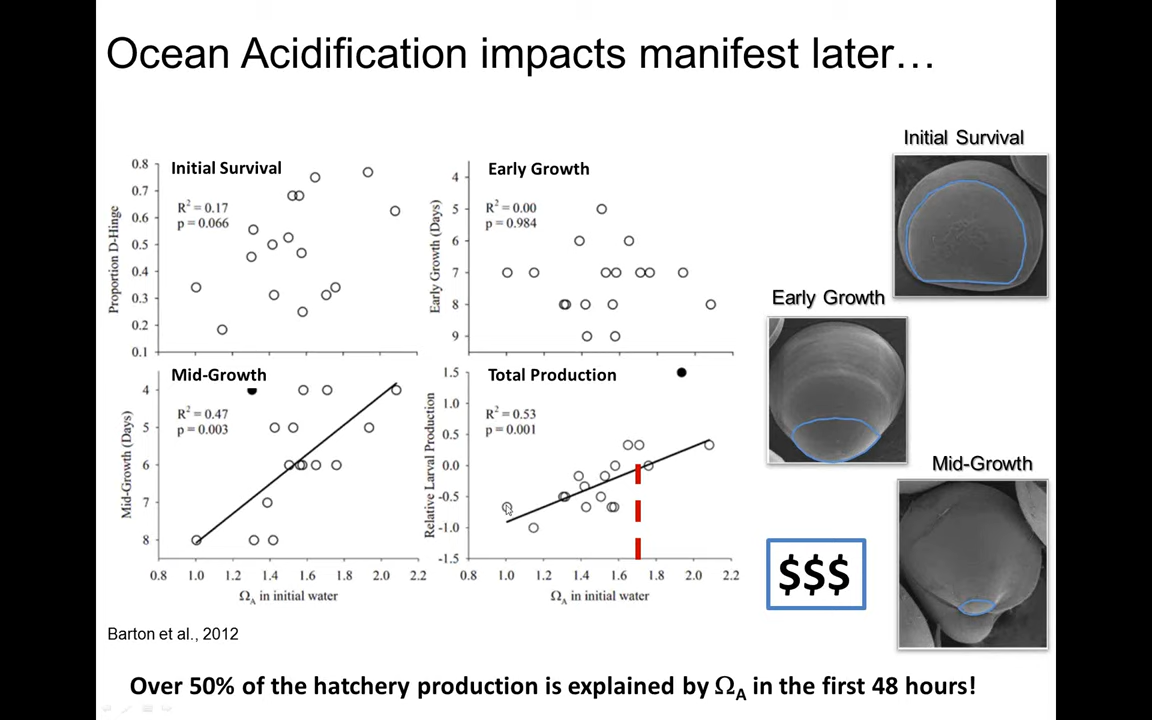 Ocean Acidification impacts manifest later…
Initial Survival
R² = 0.17
p = 0.066
Proportion D-Hinge
0.8
0.7
0.6
0.5
0.4
0.3
0.2
0.1
Early Growth
R² = 0.00
p = 0.984
Early Growth (Days)
4
5
6
7
8
9
Mid-Growth
R² = 0.47
p = 0.003
Mid-Growth (Days)
4
5
6
7
8
0.8 1.0 1.2 1.4 1.6 1.8 2.0 2.2
Ω_A in initial water
Total Production
R² = 0.53
p = 0.001
Relative Larval Production
1.5
1.0
0.5
0.0
-0.5
-1.0
-1.5
0.8 1.0 1.2 1.4 1.6 1.8 2.0 2.2
Ω_A in initial water
Initial Survival
Early Growth
Mid-Growth
$$$
Barton et al., 2012
Over 50% of the hatchery production is explained by Ω_A in the first 48 hours!